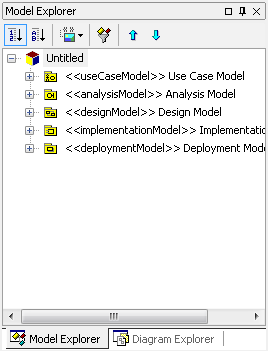 Model Explorer
Untitled
<<useCaseModel>> Use Case Model
<<analysisModel>> Analysis Model
<<designModel>> Design Model
<<implementationModel>> Implementatio
<<deploymentModel>> Deployment Mode
Model Explorer Diagram Explorer